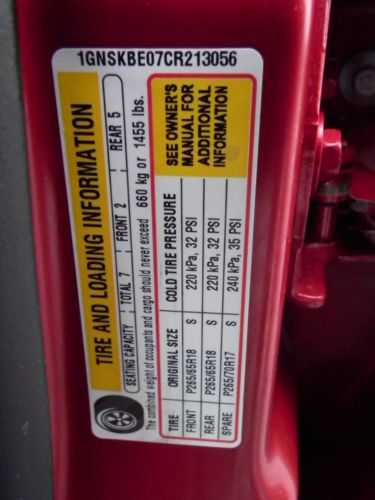 1GNSKBE07CR213056
TIRE AND LOADING INFORMATION
SEATING CAPACITY TOTAL 7 FRONT 2 REAR 5
The combined weight of occupants and cargo should never exceed 660 kg or 1455 lbs.
TIRE ORIGINAL SIZE COLD TIRE PRESSURE
FRONT P265/65R18 S 220 kPa, 32 PSI
REAR P265/65R18 S 220 kPa, 32 PSI
SPARE P265/70R17 S 240 kPa, 35 PSI
SEE OWNER'S
MANUAL FOR
ADDITIONAL
INFORMATION